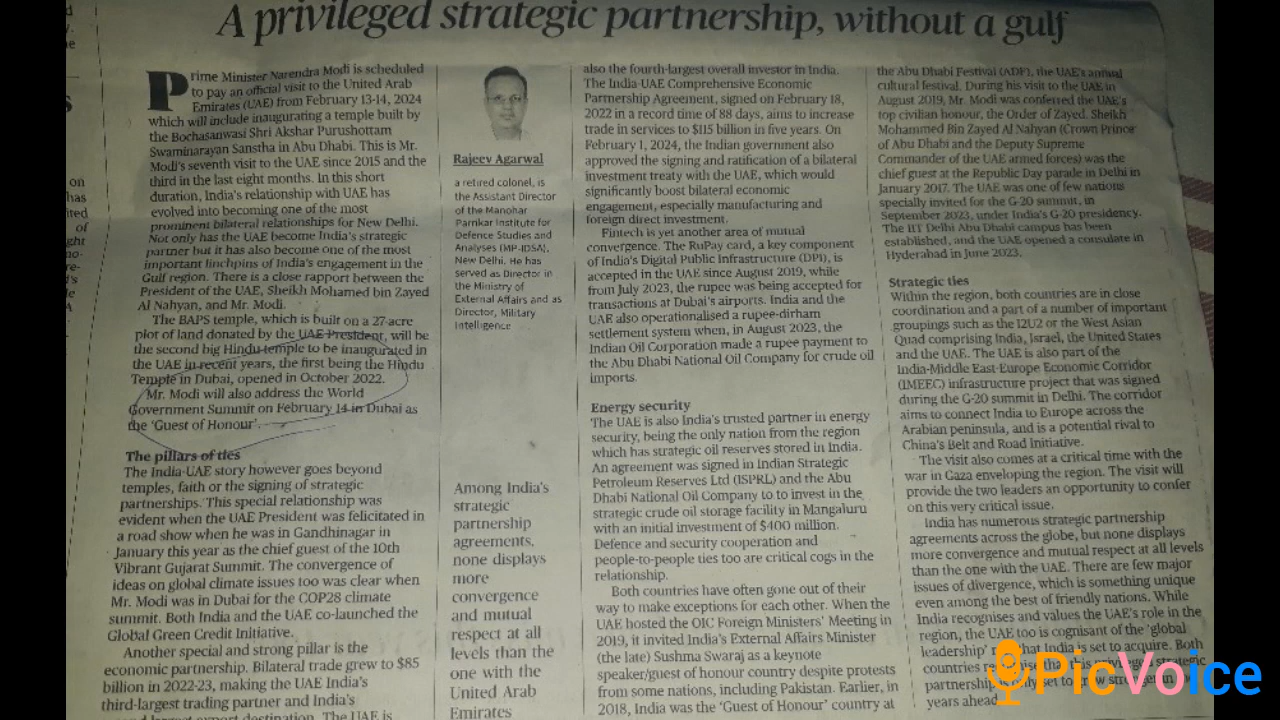 A privileged strategic partnership, without a gulf
Prime Minister Narendra Modi is scheduled
to pay an official visit to the United Arab
Emirates (UAE) from February 13-14, 2024
which will include inaugurating a temple built by
the Bochasanwasi Shri Akshar Purushottam
Swaminarayan Sanstha in Abu Dhabi. This is Mr.
Modi's seventh visit to the UAE since 2015 and the
third in the last eight months. In this short
duration, India's relationship with UAE has
evolved into becoming one of the most
prominent bilateral relationships for New Delhi.
Not only has the UAE become India's strategic
partner but it has also become one of the most
important linchpins of India's engagement in the
Gulf region. There is a close rapport between the
President of the UAE, Sheikh Mohamed bin Zayed
Al Nahyan, and Mr. Modi.
The BAPS temple, which is built on a 27-acre
plot of land donated by the UAE President, will be
the second big Hindu temple to be inaugurated in
the UAE in recent years, the first being the Hindu
Temple in Dubai, opened in October 2022.
Mr. Modi will also address the World
Government Summit on February 14 in Dubai as
the 'Guest of Honour'.
The pillars of ties
The India-UAE story however goes beyond
temples, faith or the signing of strategic
partnerships. This special relationship was
evident when the UAE President was felicitated in
a road show when he was in Gandhinagar in
January this year as the chief guest of the 10th
Vibrant Gujarat Summit. The convergence of
ideas on global climate issues too was clear when
Mr. Modi was in Dubai for the COP28 climate
summit. Both India and the UAE co-launched the
Global Green Credit Initiative.
Another special and strong pillar is the
economic partnership. Bilateral trade grew to $85
billion in 2022-23, making the UAE India's
third-largest trading partner and India's
export destination. The UAE is
Rajeev Agarwal
a retired colonel, is
the Assistant Director
of the Manohar
Parrikar Institute for
Defence Studies and
Analyses (MP-IDSA),
New Delhi. He has
served as Director in
the Ministry of
External Affairs and as
Director, Military
Intelligence
Among India's
strategic
partnership
agreements,
none displays
more
convergence
and mutual
respect at all
levels than the
one with the
United Arab
Emirates
also the fourth-largest overall investor in India.
The India-UAE Comprehensive Economic
Partnership Agreement, signed on February 18,
2022 in a record time of 88 days, aims to increase
trade in services to $115 billion in five years. On
February 1, 2024, the Indian government also
approved the signing and ratification of a bilateral
investment treaty with the UAE, which would
significantly boost bilateral economic
engagement, especially manufacturing and
foreign direct investment.
Fintech is yet another area of mutual
convergence. The RuPay card, a key component
of India's Digital Public Infrastructure (DPI), is
accepted in the UAE since August 2019, while
from July 2023, the rupee was being accepted for
transactions at Dubai's airports. India and the
UAE also operationalised a rupee-dirham
settlement system when, in August 2023, the
Indian Oil Corporation made a rupee payment to
the Abu Dhabi National Oil Company for crude oil
imports.
Energy security
The UAE is also India's trusted partner in energy
security, being the only nation from the region
which has strategic oil reserves stored in India.
An agreement was signed in Indian Strategic
Petroleum Reserves Ltd (ISPRL) and the Abu
Dhabi National Oil Company to to invest in the
strategic crude oil storage facility in Mangaluru
with an initial investment of $400 million.
Defence and security cooperation and
people-to-people ties too are critical cogs in the
relationship.
Both countries have often gone out of their
way to make exceptions for each other. When the
UAE hosted the OIC Foreign Ministers' Meeting in
2019, it invited India's External Affairs Minister
(the late) Sushma Swaraj as a keynote
speaker/guest of honour country despite protests
from some nations, including Pakistan. Earlier, in
2018, India was the 'Guest of Honour' country at
the Abu Dhabi Festival (ADF), the UAE's annual
cultural festival. During his visit to the UAE in
August 2019, Mr. Modi was conferred the UAE's
top civilian honour, the Order of Zayed. Sheikh
Mohammed Bin Zayed Al Nahyan (Crown Prince
of Abu Dhabi and the Deputy Supreme
Commander of the UAE armed forces) was the
chief guest at the Republic Day parade in Delhi in
January 2017. The UAE was one of few nations
specially invited for the G-20 summit, in
September 2023, under India's G-20 presidency.
The IIT Delhi Abu Dhabi campus has been
established, and the UAE opened a consulate in
Hyderabad in June 2023.
Strategic ties
Within the region, both countries are in close
coordination and a part of a number of important
groupings such as the I2U2 or the West Asian
Quad comprising India, Israel, the United States
and the UAE. The UAE is also part of the
India-Middle East-Europe Economic Corridor
(IMEEC) infrastructure project that was signed
during the G-20 summit in Delhi. The corridor
aims to connect India to Europe across the
Arabian peninsula, and is a potential rival to
China's Belt and Road Initiative.
The visit also comes at a critical time with the
war in Gaza enveloping the region. The visit will
provide the two leaders an opportunity to confer
on this very critical issue.
India has numerous strategic partnership
agreements across the globe, but none displays
more convergence and mutual respect at all levels
than the one with the UAE. There are few major
issues of divergence, which is something unique
even among the best of friendly nations. While
India recognises and values the UAE's role in the
region, the UAE too is cognisant of the 'global
leadership' that India is set to acquire. Both
countries
partnership
years ahead.
PicVoice